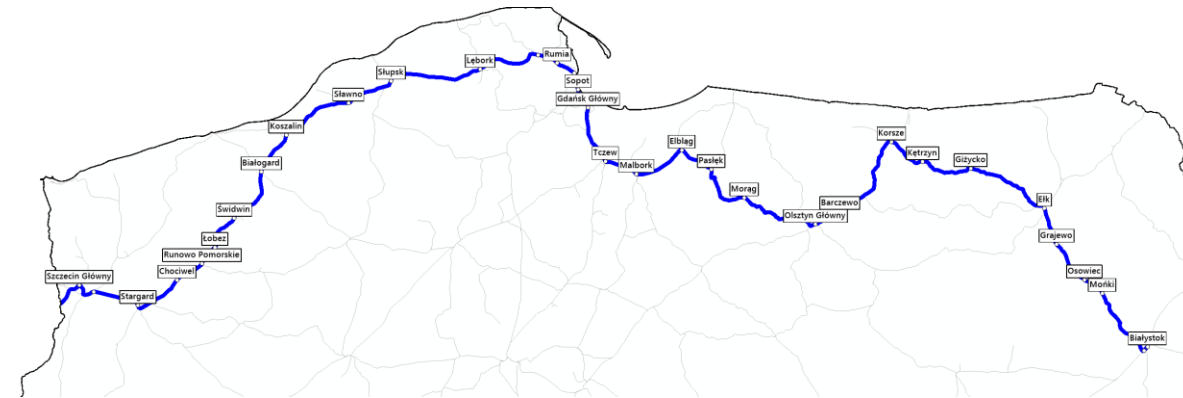 Szczecin Główny
Stargard
Chociwel
Runowo Pomorskie
Łobez
Świdwin
Białogard
Koszalin
Sławno
Słupsk
Lębork
Rumia
Sopot
Gdańsk Główny
Tczew
Malbork
Elbląg
Pasłęk
Morąg
Olsztyn Główny
Barczewo
Korsze
Kętrzyn
Giżycko
Ełk
Grajewo
Osowiec
Mońki
Białystok